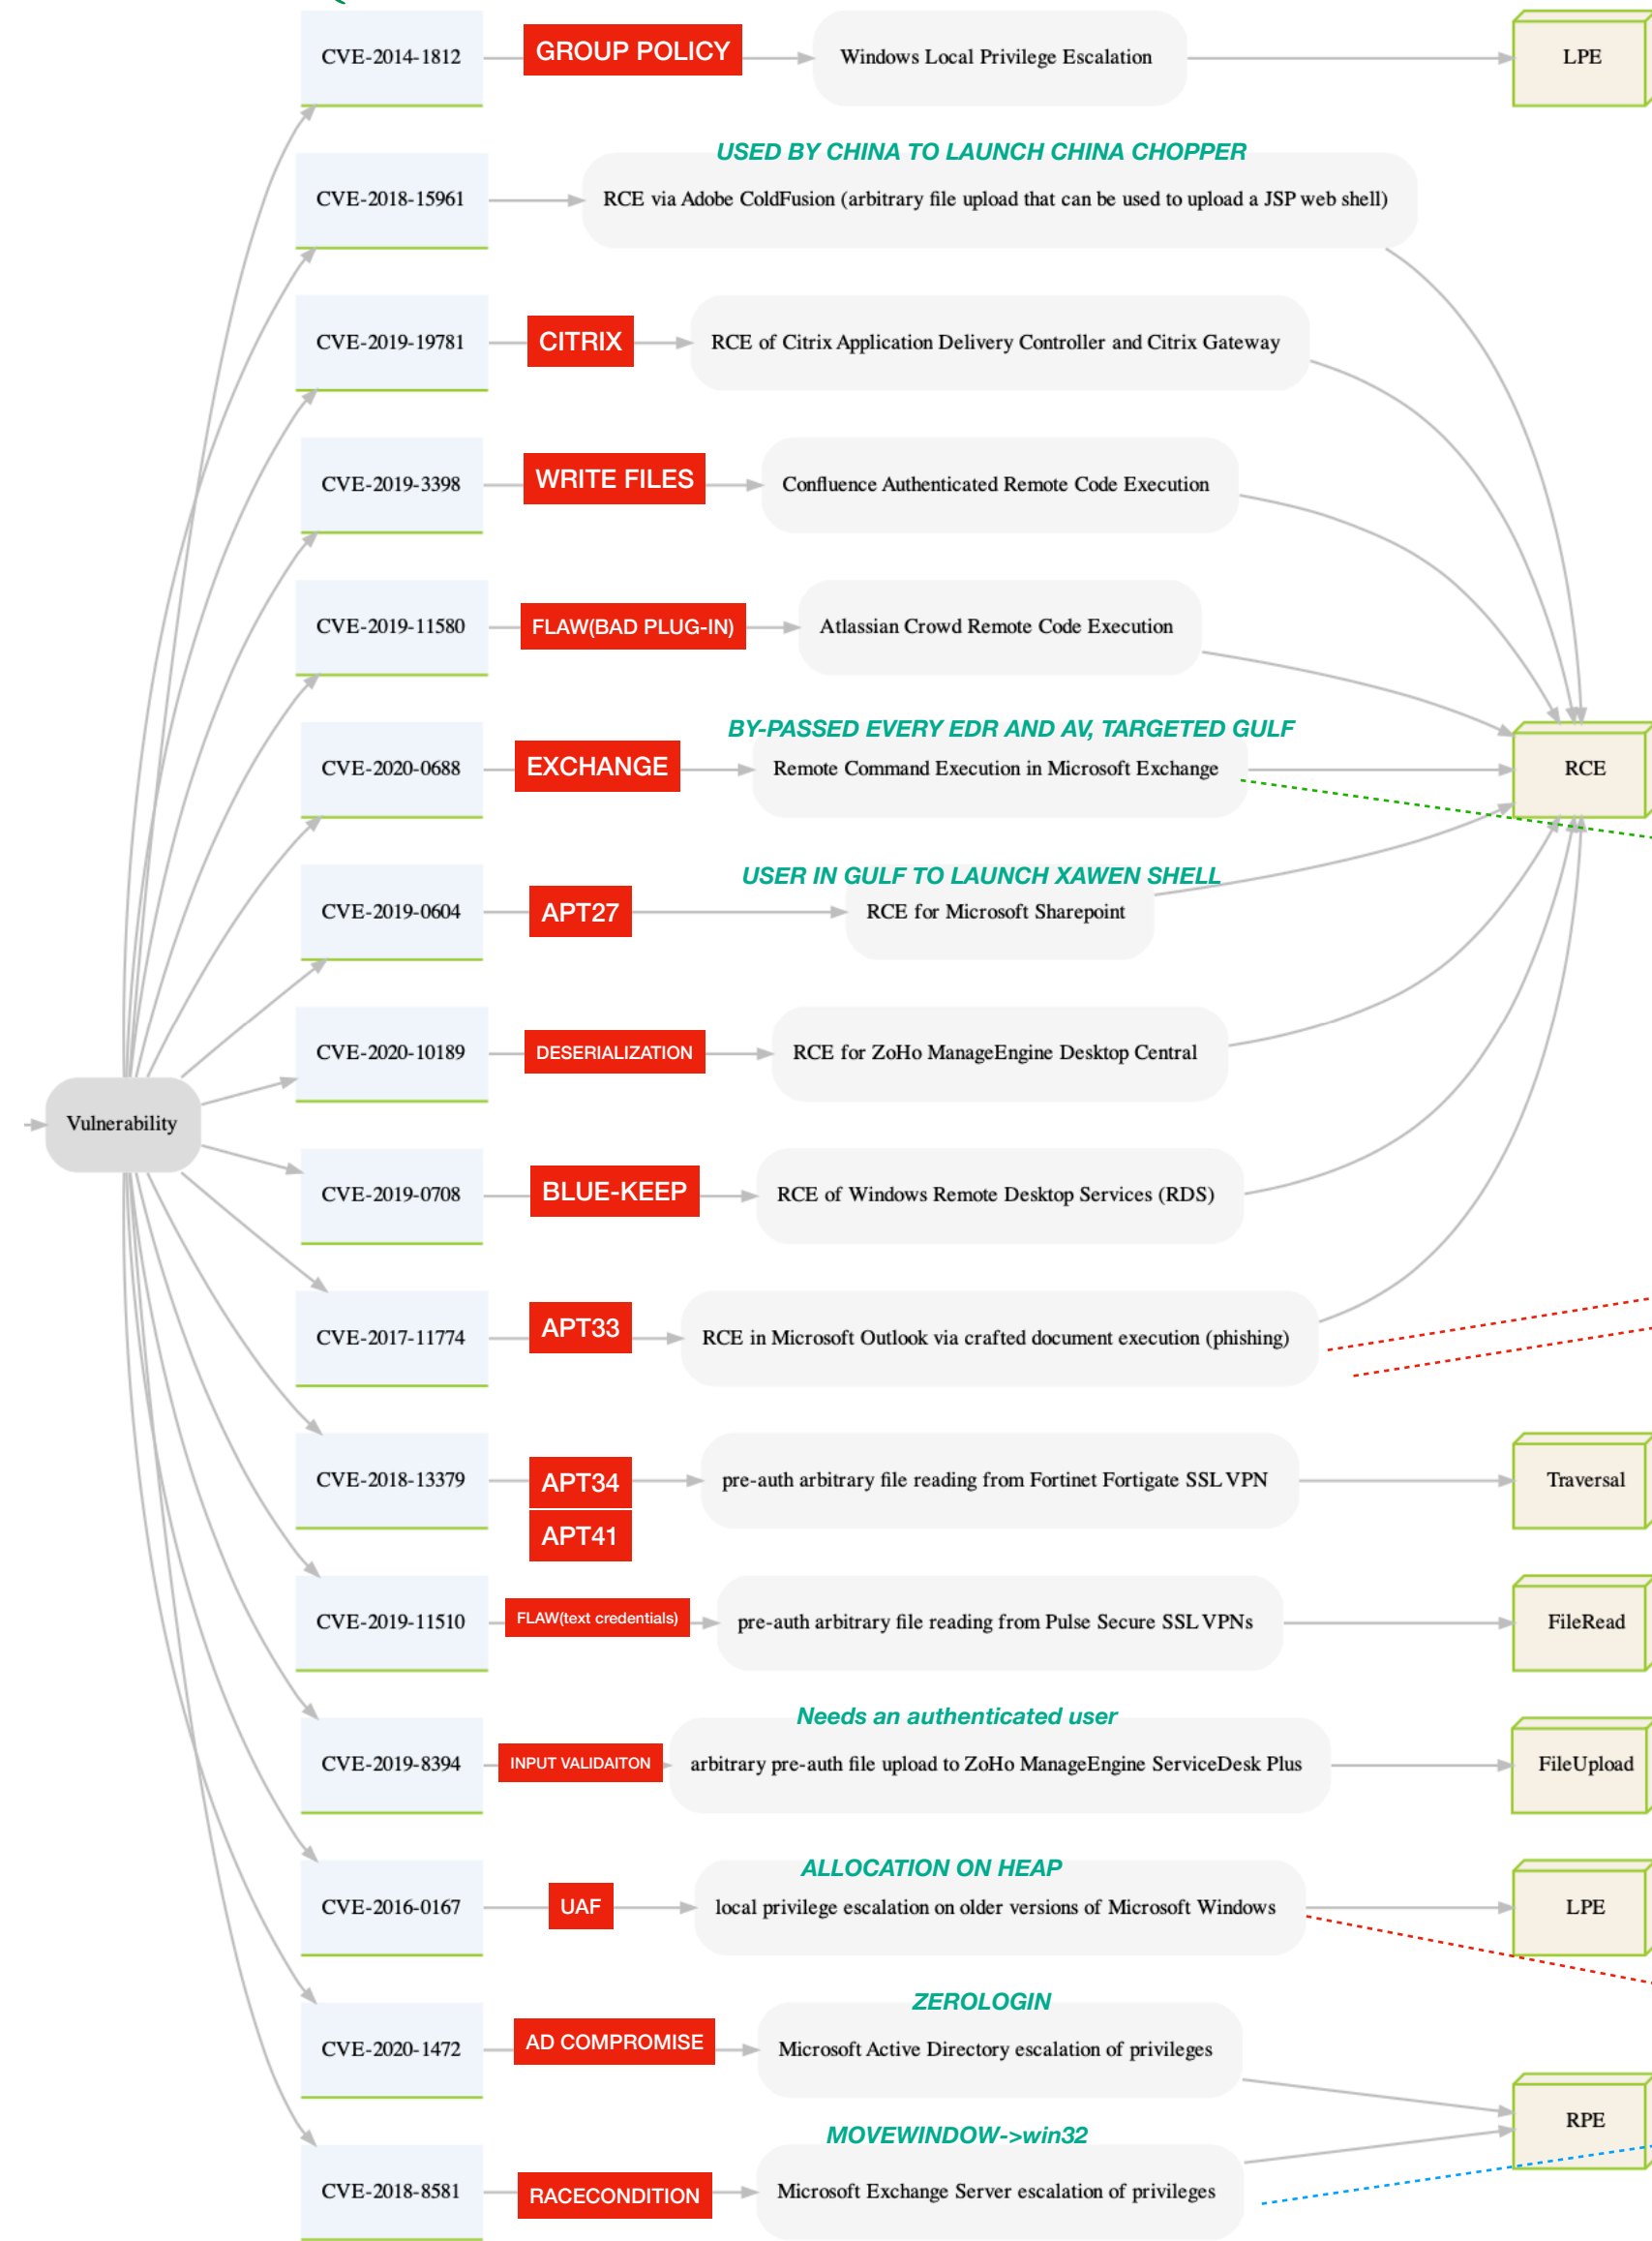 CVE-2014-1812
GROUP POLICY
Windows Local Privilege Escalation
LPE
USED BY CHINA TO LAUNCH CHINA CHOPPER
CVE-2018-15961
RCE via Adobe ColdFusion (arbitrary file upload that can be used to upload a JSP web shell)
CVE-2019-19781
CITRIX
RCE of Citrix Application Delivery Controller and Citrix Gateway
CVE-2019-3398
WRITE FILES
Confluence Authenticated Remote Code Execution
CVE-2019-11580
FLAW(BAD PLUG-IN)
Atlassian Crowd Remote Code Execution
BY-PASSED EVERY EDR AND AV, TARGETED GULF
CVE-2020-0688
EXCHANGE
Remote Command Execution in Microsoft Exchange
RCE
USER IN GULF TO LAUNCH XAWEN SHELL
CVE-2019-0604
APT27
RCE for Microsoft Sharepoint
CVE-2020-10189
DESERIALIZATION
RCE for ZoHo ManageEngine Desktop Central
Vulnerability
CVE-2019-0708
BLUE-KEEP
RCE of Windows Remote Desktop Services (RDS)
CVE-2017-11774
APT33
RCE in Microsoft Outlook via crafted document execution (phishing)
CVE-2018-13379
APT34
APT41
pre-auth arbitrary file reading from Fortinet Fortigate SSL VPN
Traversal
CVE-2019-11510
FLAW(text credentials)
pre-auth arbitrary file reading from Pulse Secure SSL VPNs
FileRead
Needs an authenticated user
CVE-2019-8394
INPUT VALIDAITON
arbitrary pre-auth file upload to ZoHo ManageEngine ServiceDesk Plus
FileUpload
ALLOCATION ON HEAP
CVE-2016-0167
UAF
local privilege escalation on older versions of Microsoft Windows
LPE
ZEROLOGIN
CVE-2020-1472
AD COMPROMISE
Microsoft Active Directory escalation of privileges
RPE
MOVEWINDOW->win32
CVE-2018-8581
RACECONDITION
Microsoft Exchange Server escalation of privileges